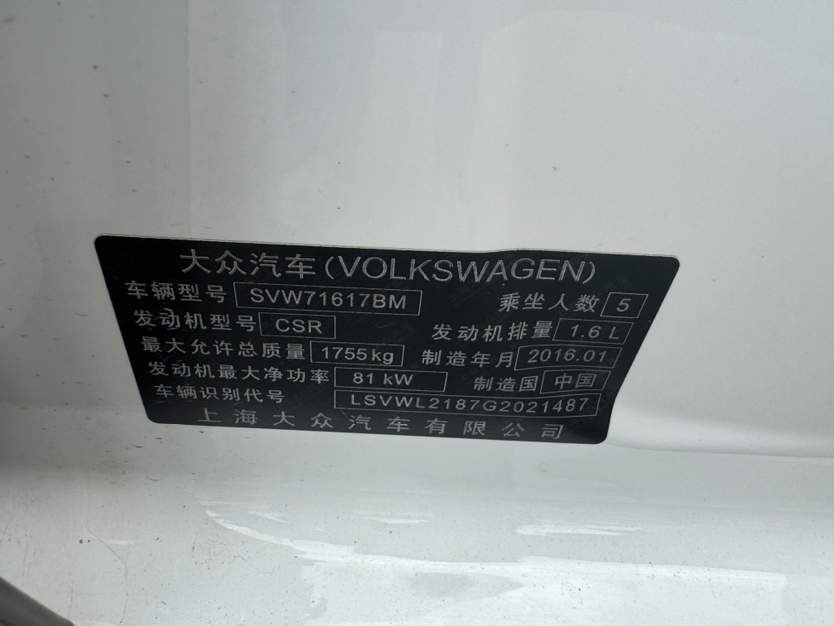 大众汽车(VOLKSWAGEN)
车辆型号 SVW71617BM 乘坐人数 5
发动机型号 CSR 发动机排量 1.6 L
最大允许总质量 1755kg 制造年月 2016.01
发动机最大净功率 81 kW 制造国 中国
车辆识别代号 LSVWL2187G2021487
上海大众汽车有限公司